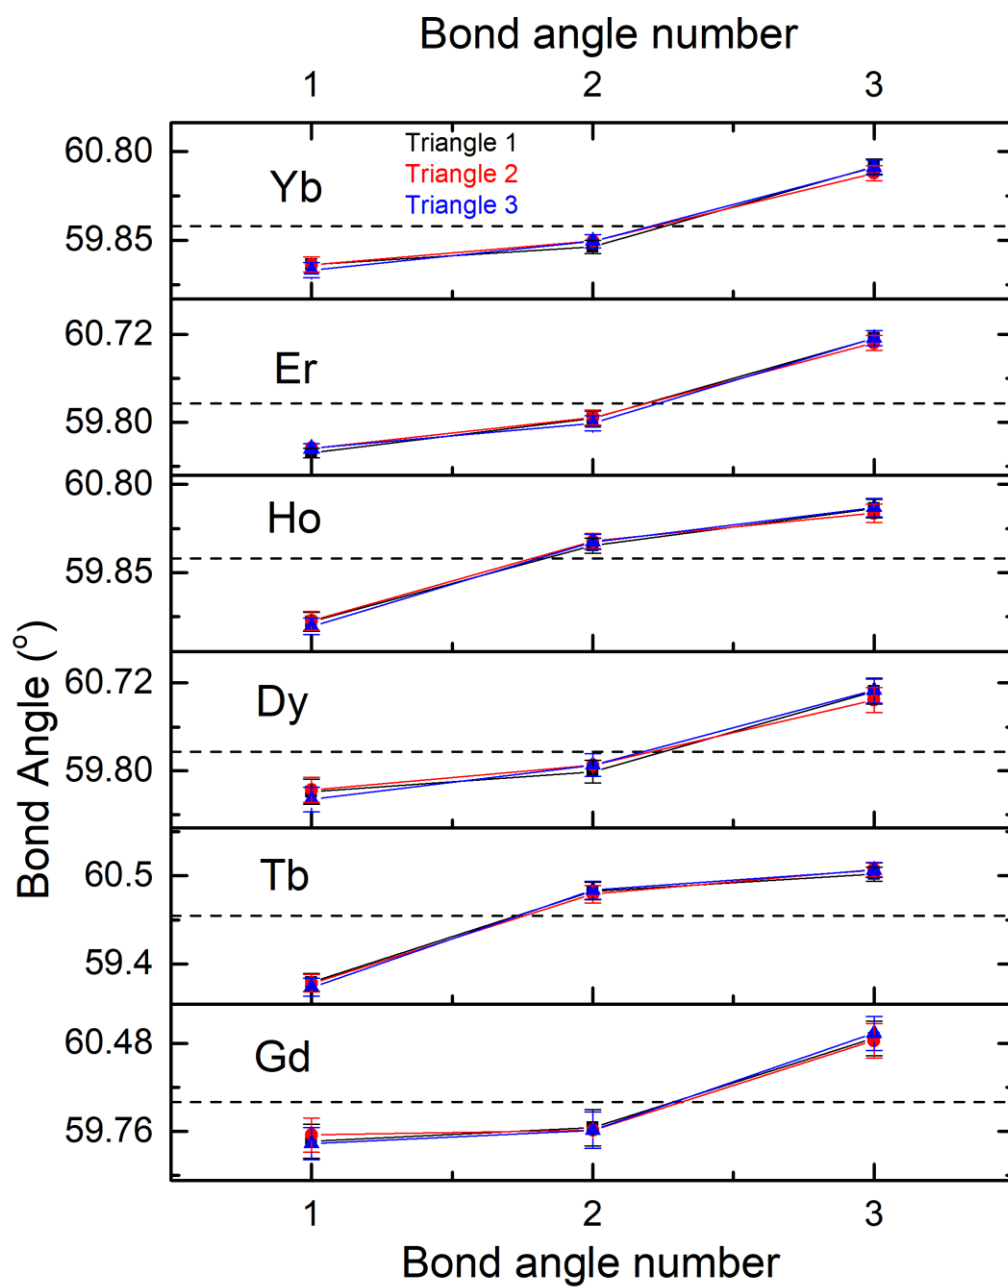 Bond angle number
1 2 3
Triangle 1
Triangle 2
Triangle 3
Yb
60.80
59.85
Er
60.72
59.80
Ho
60.80
59.85
Dy
60.72
59.80
Tb
60.5
59.4
Gd
60.48
59.76
Bond Angle (°)
1 2 3
Bond angle number